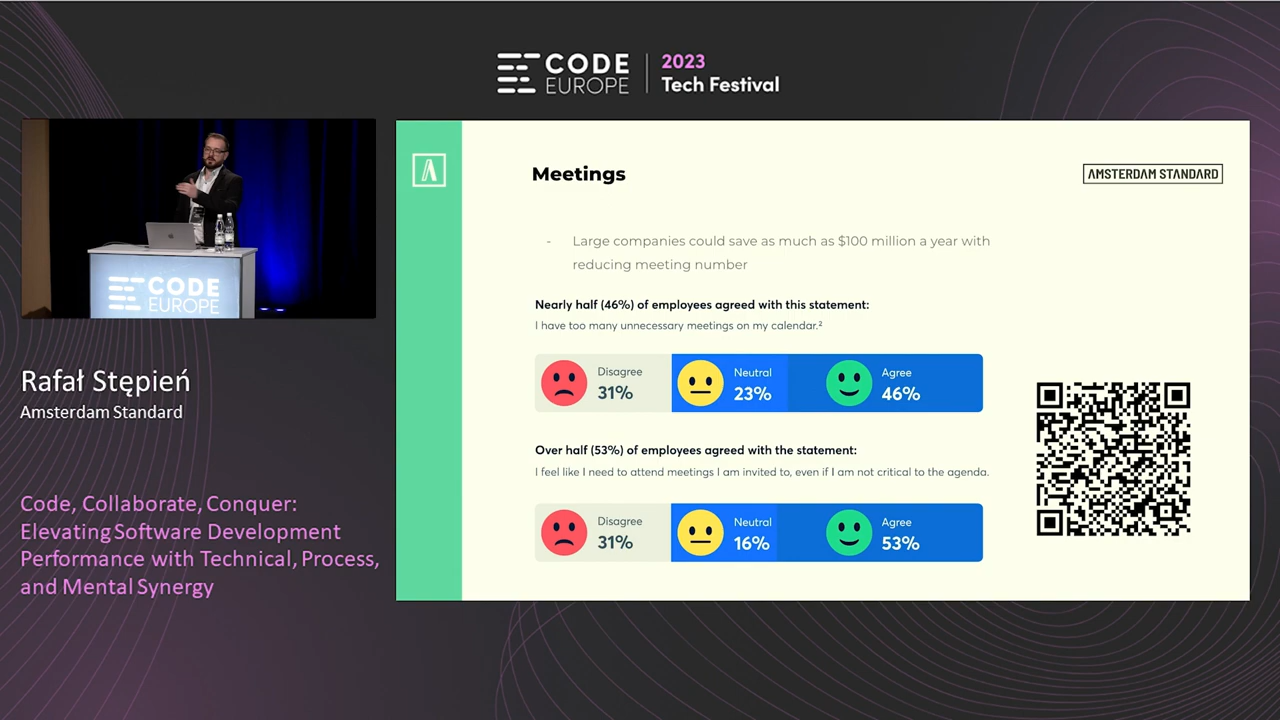 CODE
EUROPE
2023
Tech Festival
CODE
EUROPE
Rafał Stępień
Amsterdam Standard
Code, Collaborate, Conquer:
Elevating Software Development
Performance with Technical, Process,
and Mental Synergy
Meetings
AMSTERDAM STANDARD
- Large companies could save as much as $100 million a year with
reducing meeting number
Nearly half (46%) of employees agreed with this statement:
I have too many unnecessary meetings on my calendar.²
Disagree
31%
Neutral
23%
Agree
46%
Over half (53%) of employees agreed with the statement:
I feel like I need to attend meetings I am invited to, even if I am not critical to the agenda.
Disagree
31%
Neutral
16%
Agree
53%